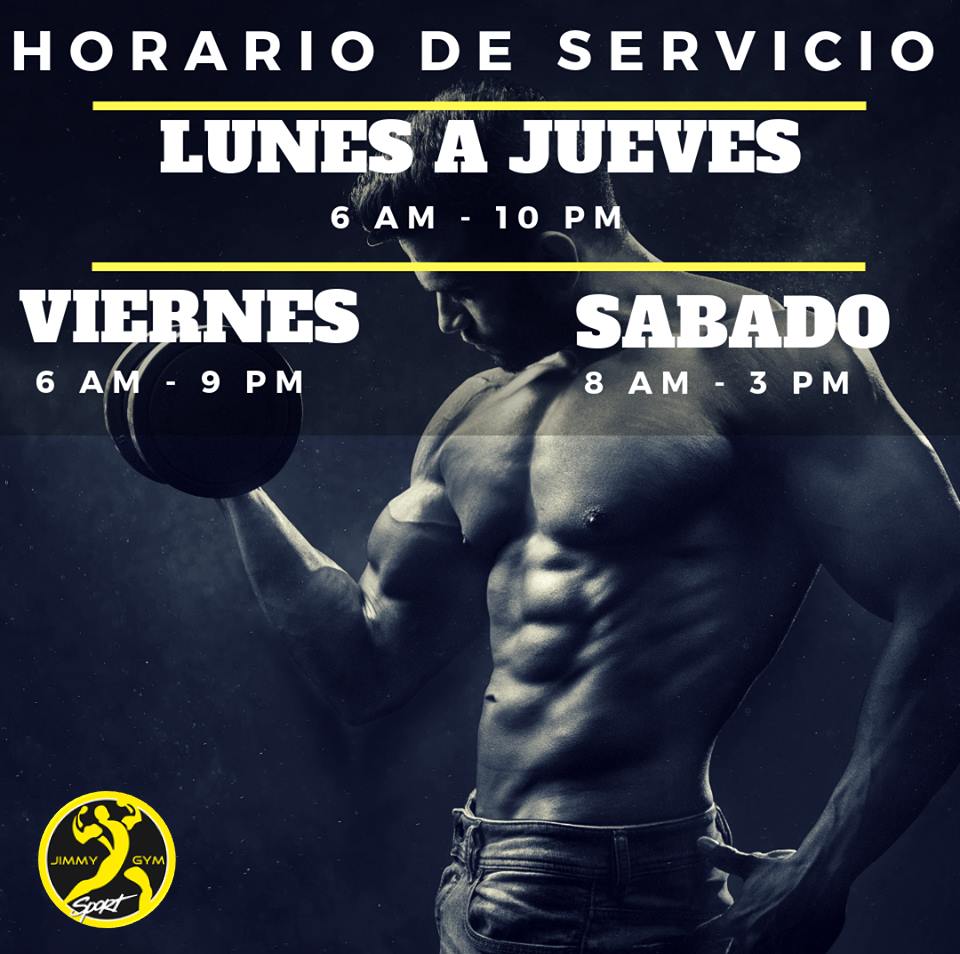 HORARIO DE SERVICIO
LUNES A JUEVES
6 AM - 10 PM
VIERNES
6 AM - 9 PM
SABADO
8 AM - 3 PM
JIMMY GYM
Sport